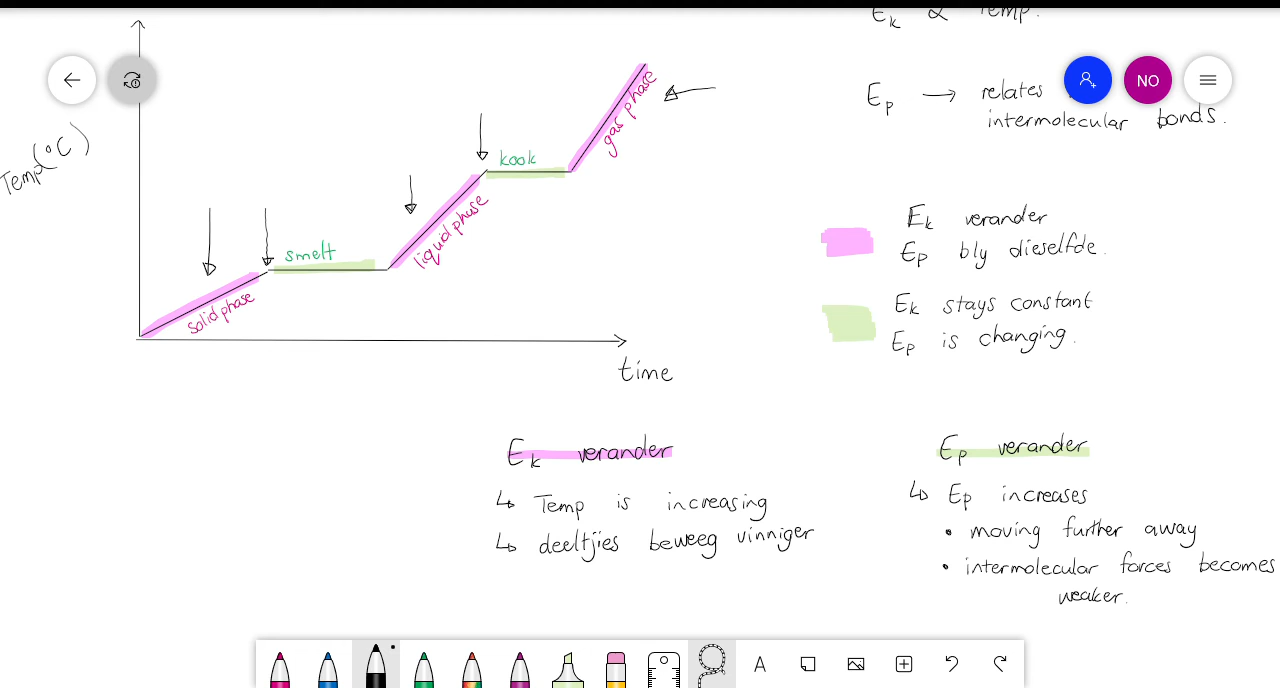 Ek ∝ Temp.
NO
Ep → relates
intermolecular bonds.
Temp (°C)
gas phase
kook
liquid phase
smelt
solid phase
time
Ek verander
Ep bly dieselfde.
Ek stays constant
Ep is changing.
Ek verander
↳ Temp is increasing
↳ deeltjies beweeg vinniger
Ep verander
↳ Ep increases
• moving further away
• intermolecular forces becomes
weaker.
A